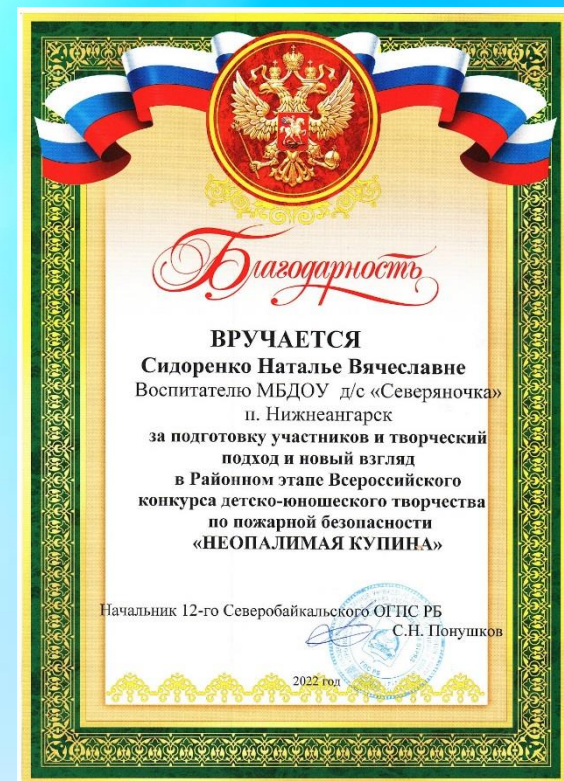 Благодарность
ВРУЧАЕТСЯ
Сидоренко Наталье Вячеславне
Воспитателю МБДОУ д/с «Северяночка»
п. Нижнеангарск
за подготовку участников и творческий
подход и новый взгляд
в Районном этапе Всероссийского
конкурса детско-юношеского творчества
по пожарной безопасности
«НЕОПАЛИМАЯ КУПИНА»
Начальник 12-го Северобайкальского ОГПС РБ
С.Н. Понушков
2022 год